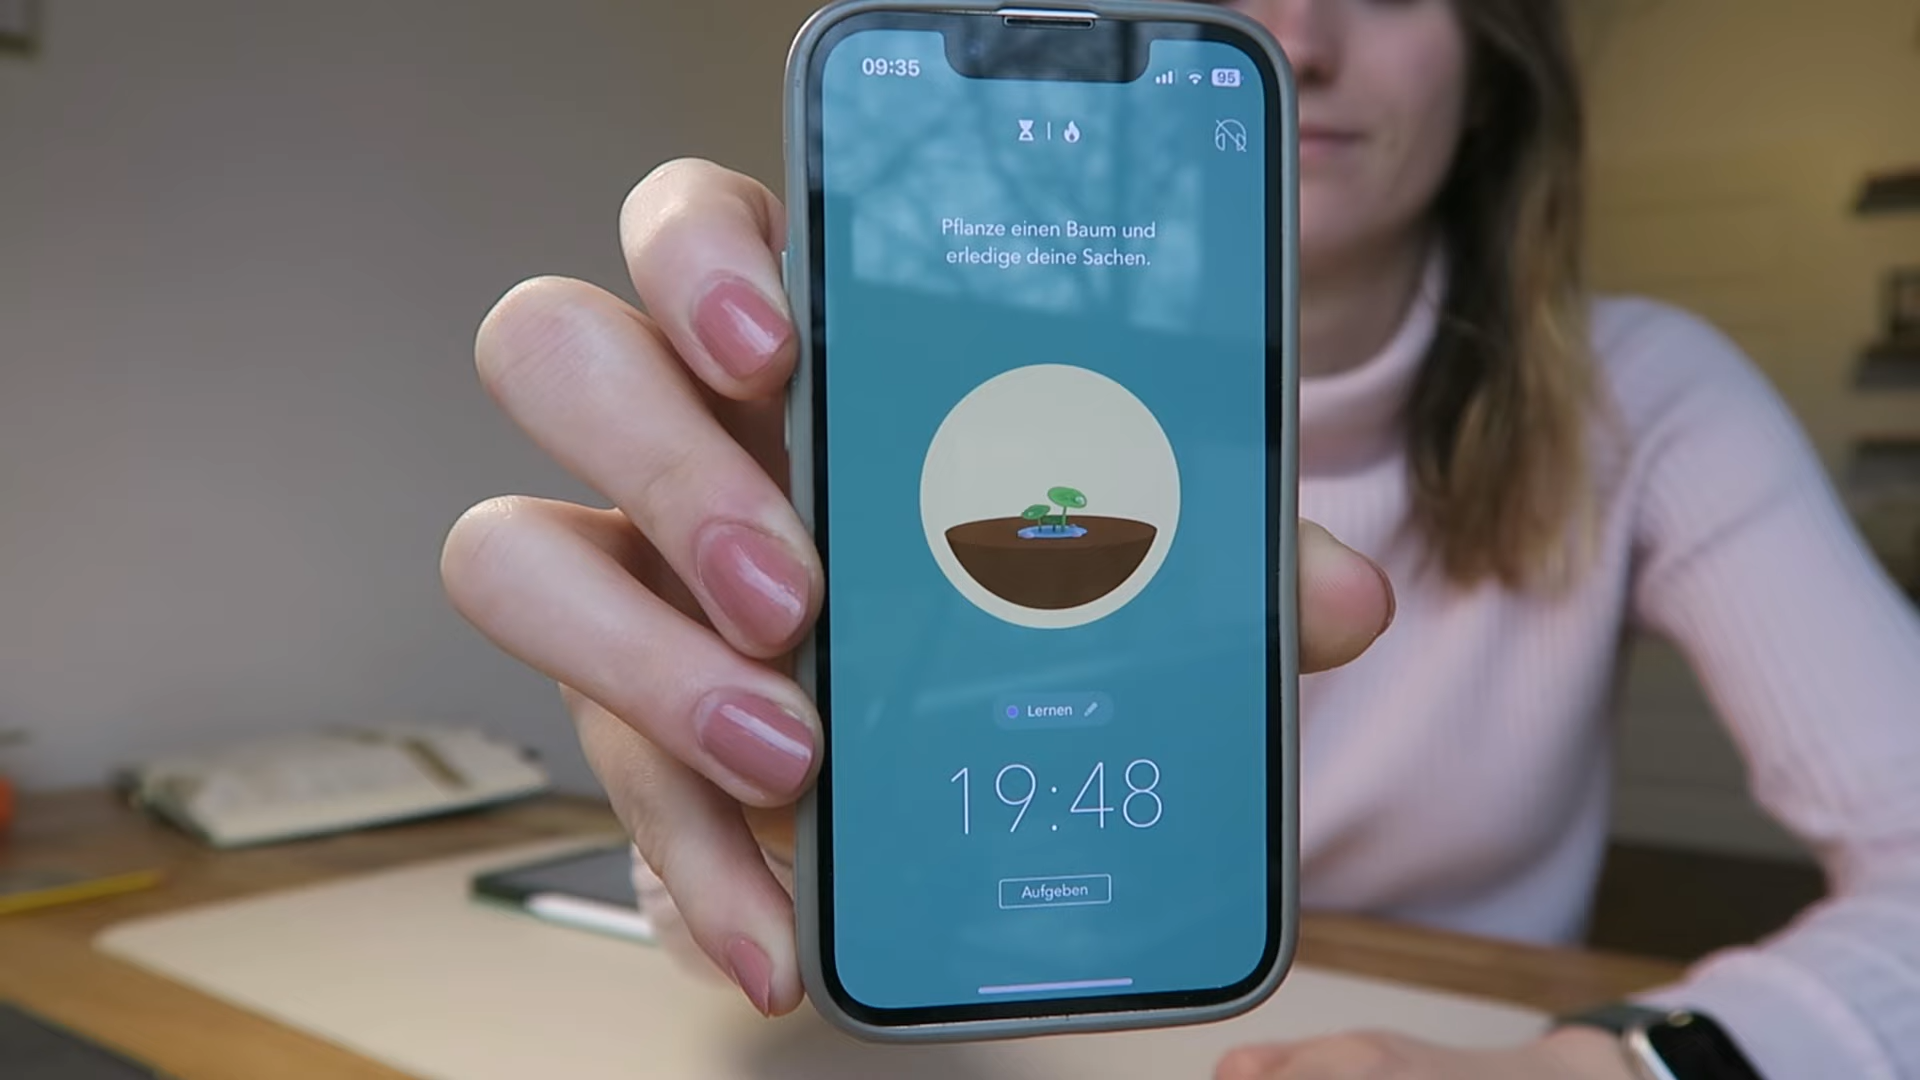 09:35
95
Pflanze einen Baum und
erledige deine Sachen.
Lernen
19:48
Aufgeben